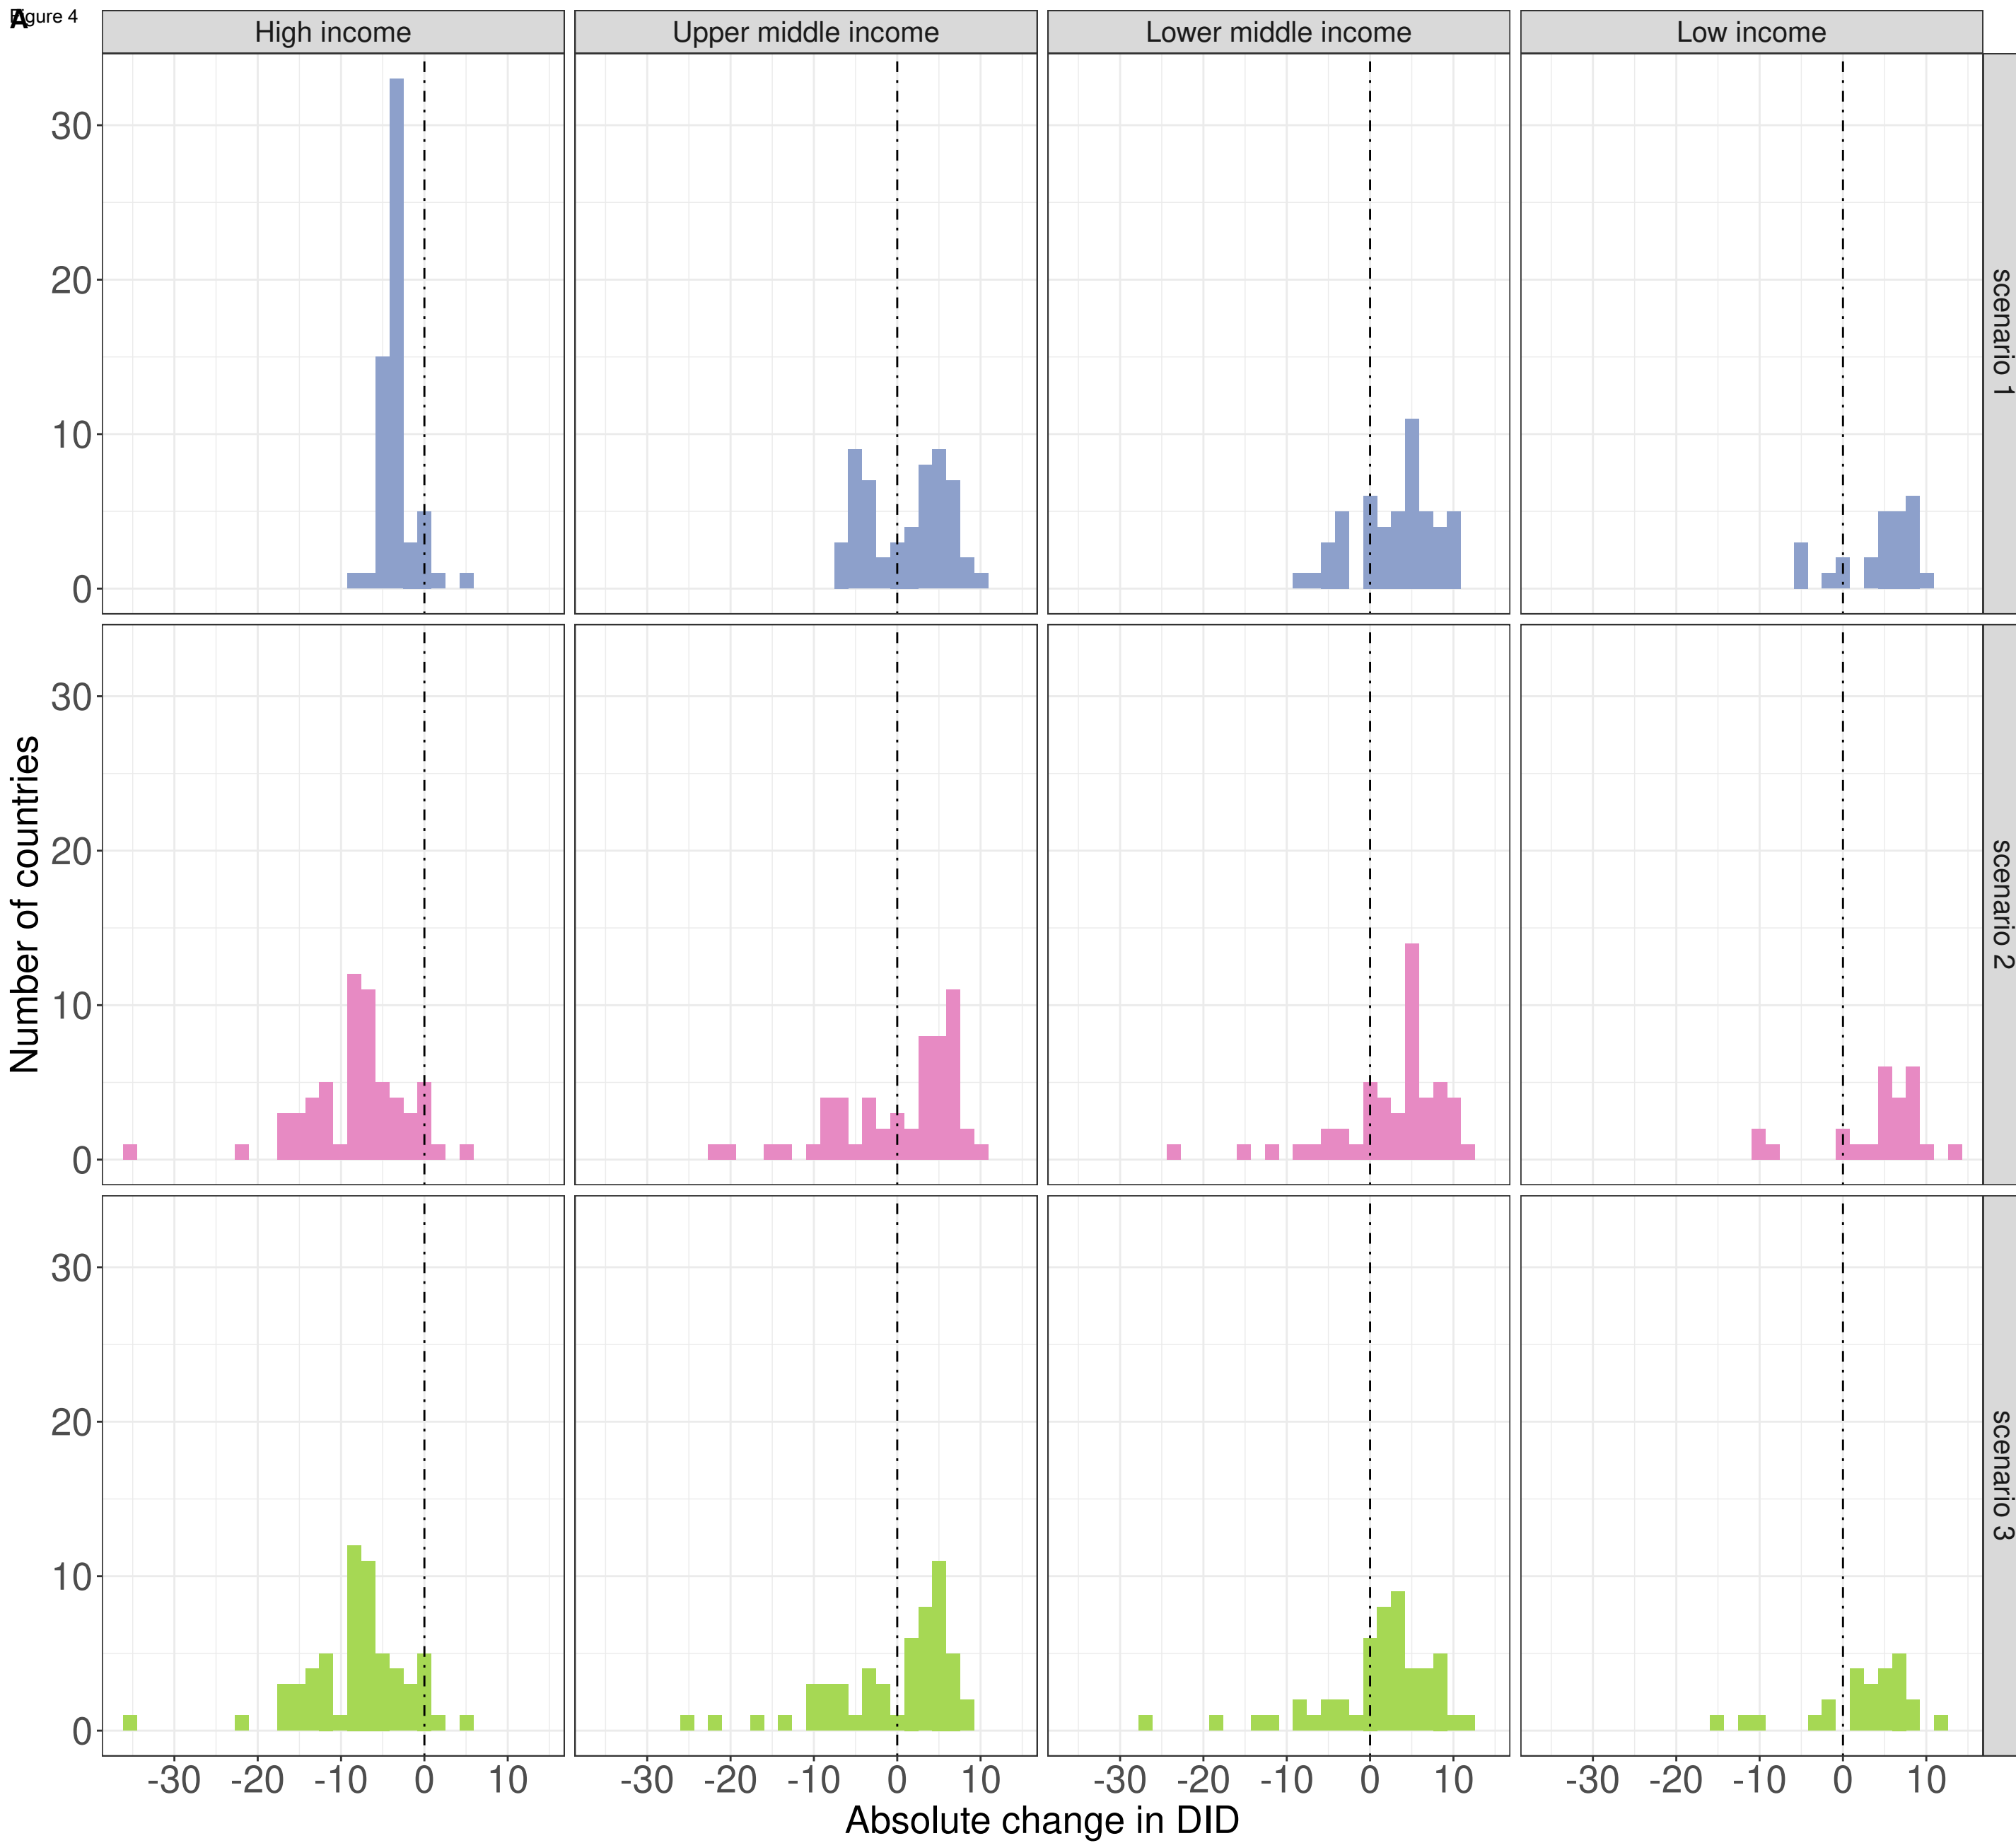 Figure 4
A
High income
Upper middle income
Lower middle income
Low income
30
20
10
0
scenario 1
30
20
10
0
scenario 2
30
20
10
0
scenario 3
Number of countries
-30 -20 -10 0 10
-30 -20 -10 0 10
-30 -20 -10 0 10
-30 -20 -10 0 10
Absolute change in DID